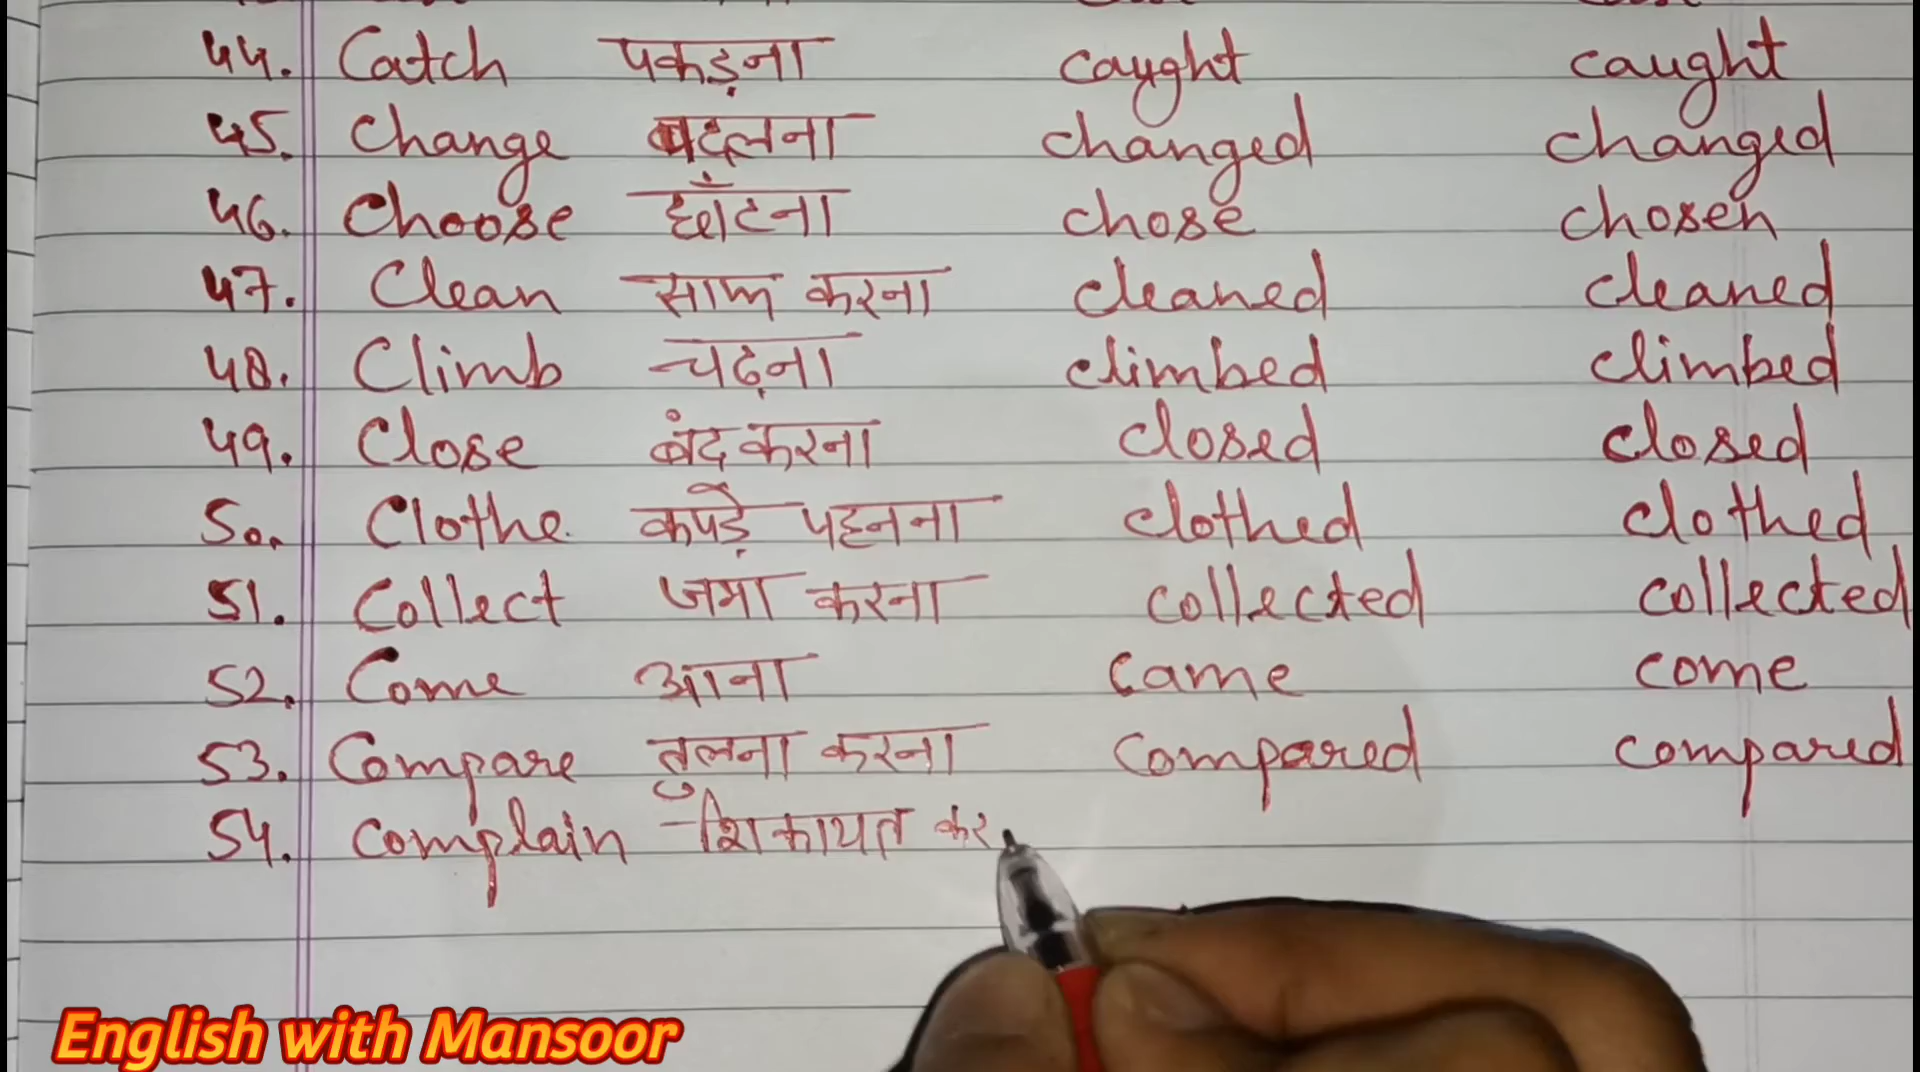 44. Catch पकड़ना caught caught
45. Change बदलना changed changed
46. Choose छाँटना chose chosen
47. Clean साफ करना cleaned cleaned
48. Climb चढ़ना climbed climbed
49. Close बंद करना closed closed
50. Clothe कपड़े पहनना clothed clothed
51. Collect जमा करना collected collected
52. Come आना came come
53. Compare तुलना करना compared compared
54. complain शिकायत कर
English with Mansoor